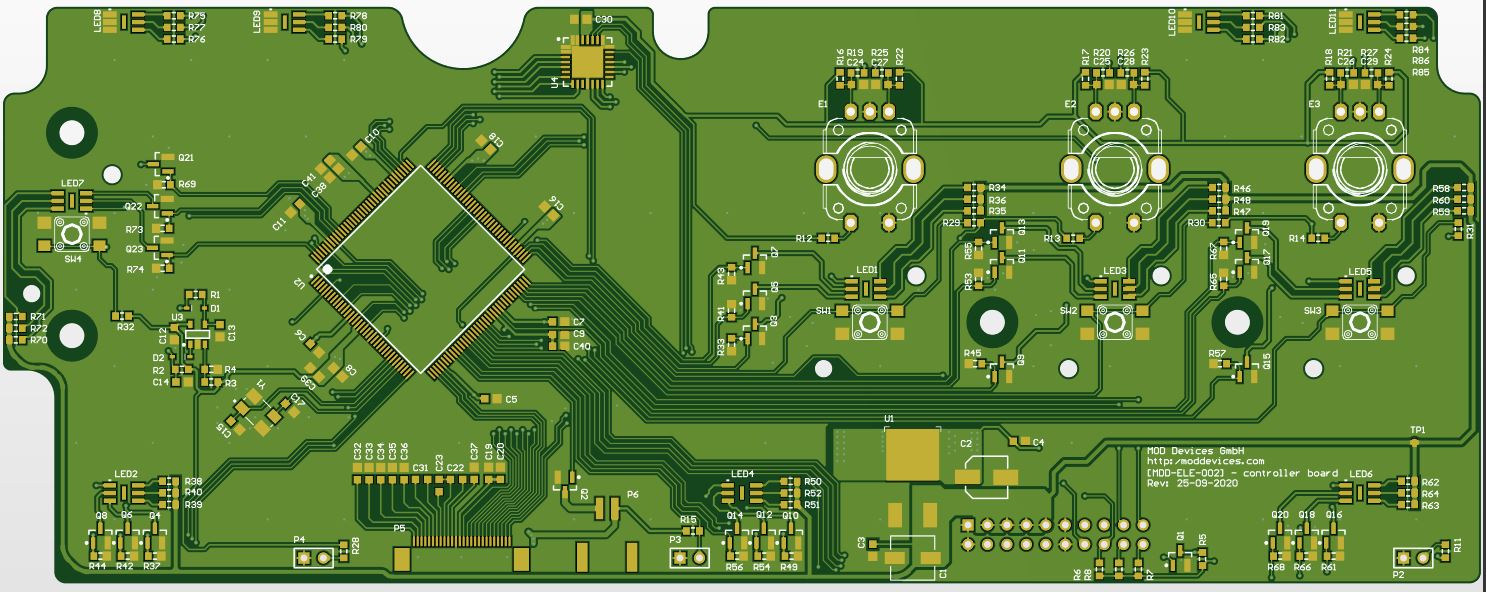 LED8
R75
R77
R76
LED9
R78
R80
R79
C30
U4
LED10
R81
R83
R82
LED11
R84
R86
R85
R16
R19
C24
R25
C27
R22
E1
R17
R20
C25
R26
C28
R23
E2
R18
R21
C26
R27
C29
R24
E3
C10
C18
C41
C38
C11
C16
Q21
R69
LED7
Q22
R73
Q23
R74
SW4
U2
R71
R72
R70
R32
R1
D1
U3
C12
C13
D2
R2
C14
R4
R3
Y1
C17
C15
C6
C39
C8
C7
C9
C40
C5
R12
R34
R36
R35
R29
R13
R46
R48
R47
R30
R14
R58
R60
R59
R31
Q7
R43
Q5
R41
Q3
R33
LED1
SW1
Q13
R55
Q11
R53
LED3
SW2
Q19
R67
Q17
R65
LED5
SW3
R45
Q9
R57
Q15
U1
C2
C4
TP1
MOD Devices GmbH
http:/moddevices.com
[MDD-ELE-002] - controller board
Rev: 25-09-2020
LED2
R38
R40
R39
Q8
Q6
Q4
R44
R42
R37
P4
R28
C32
C33
C34
C35
C36
C31
C23
C22
C37
C19
C20
P5
Q2
P6
R15
P3
LED4
R50
R52
R51
Q14
Q12
Q10
R56
R54
R49
C3
C1
R6
R8
R7
Q1
R5
LED6
R62
R64
R63
Q20
Q18
Q16
R68
R66
R61
P2
R11